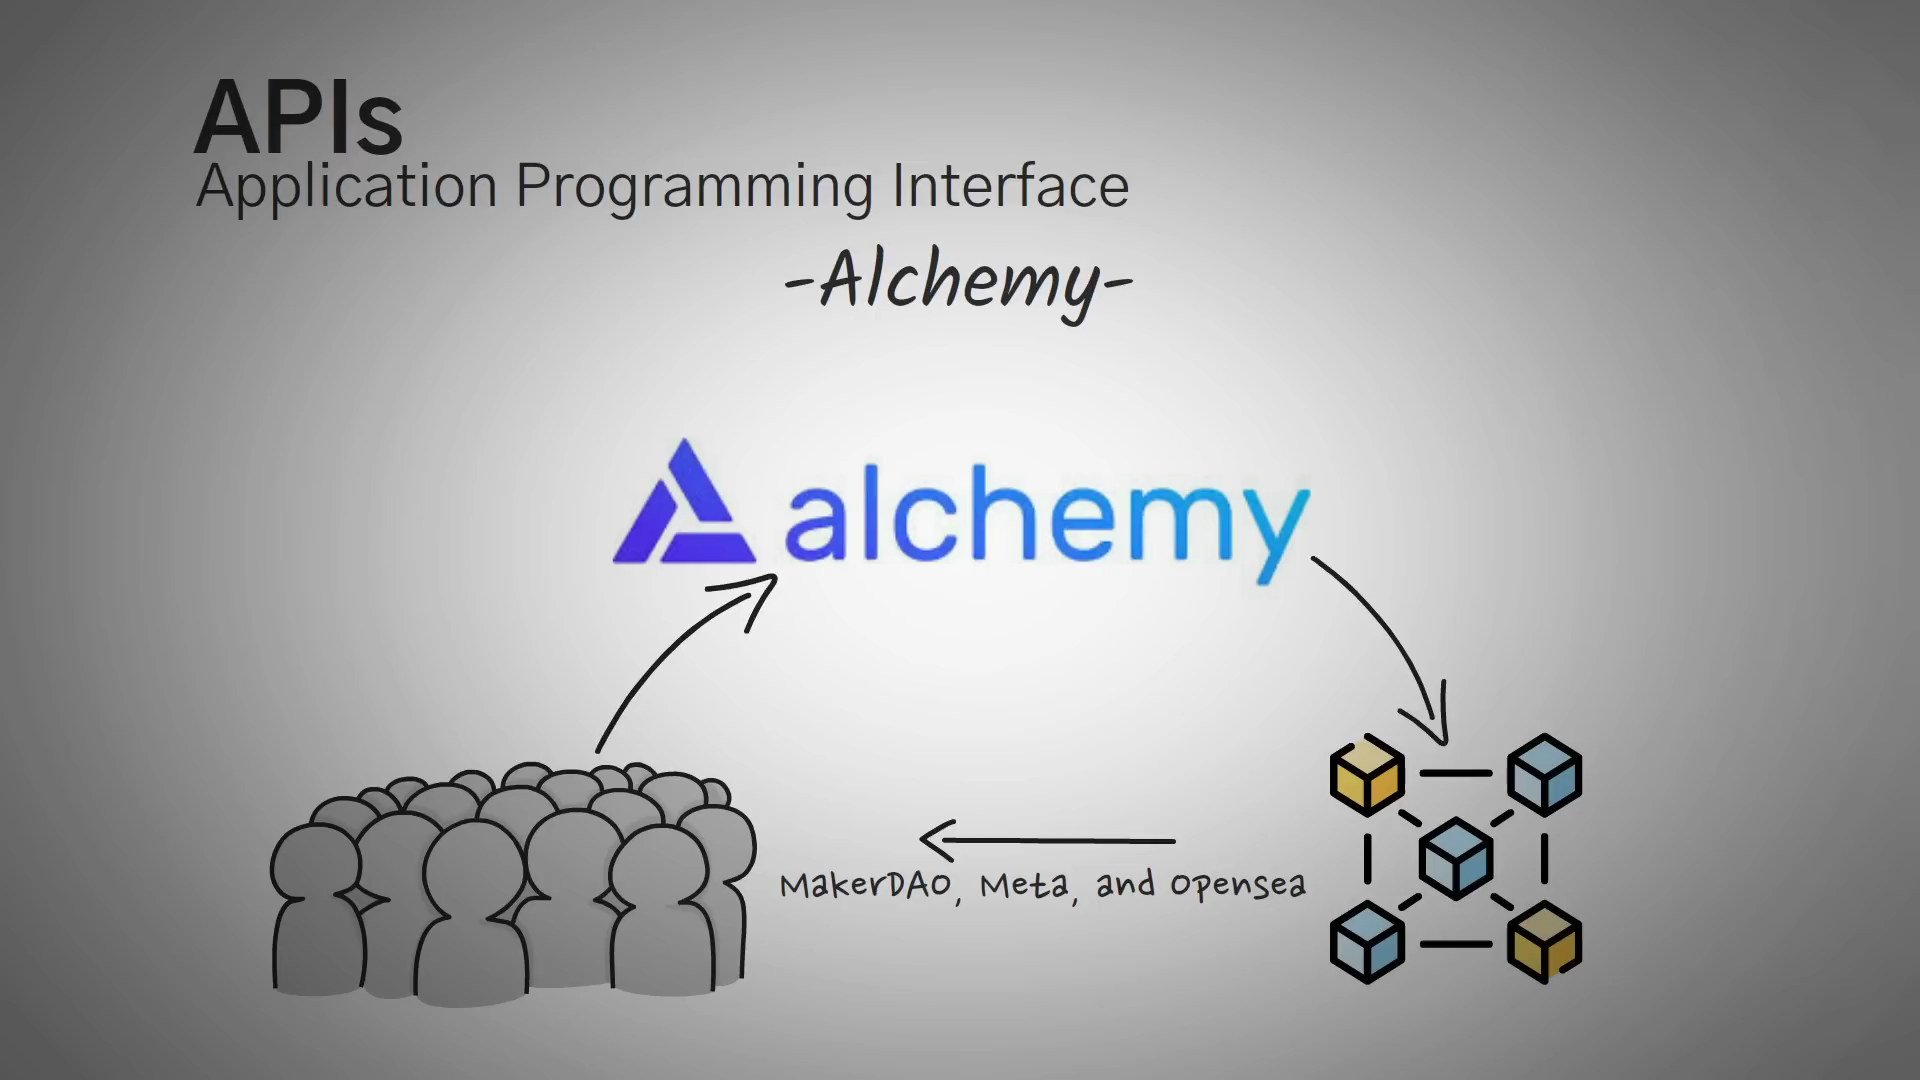 APIs
Application Programming Interface
-Alchemy-
alchemy
MakerDAO, Meta, and Opensea